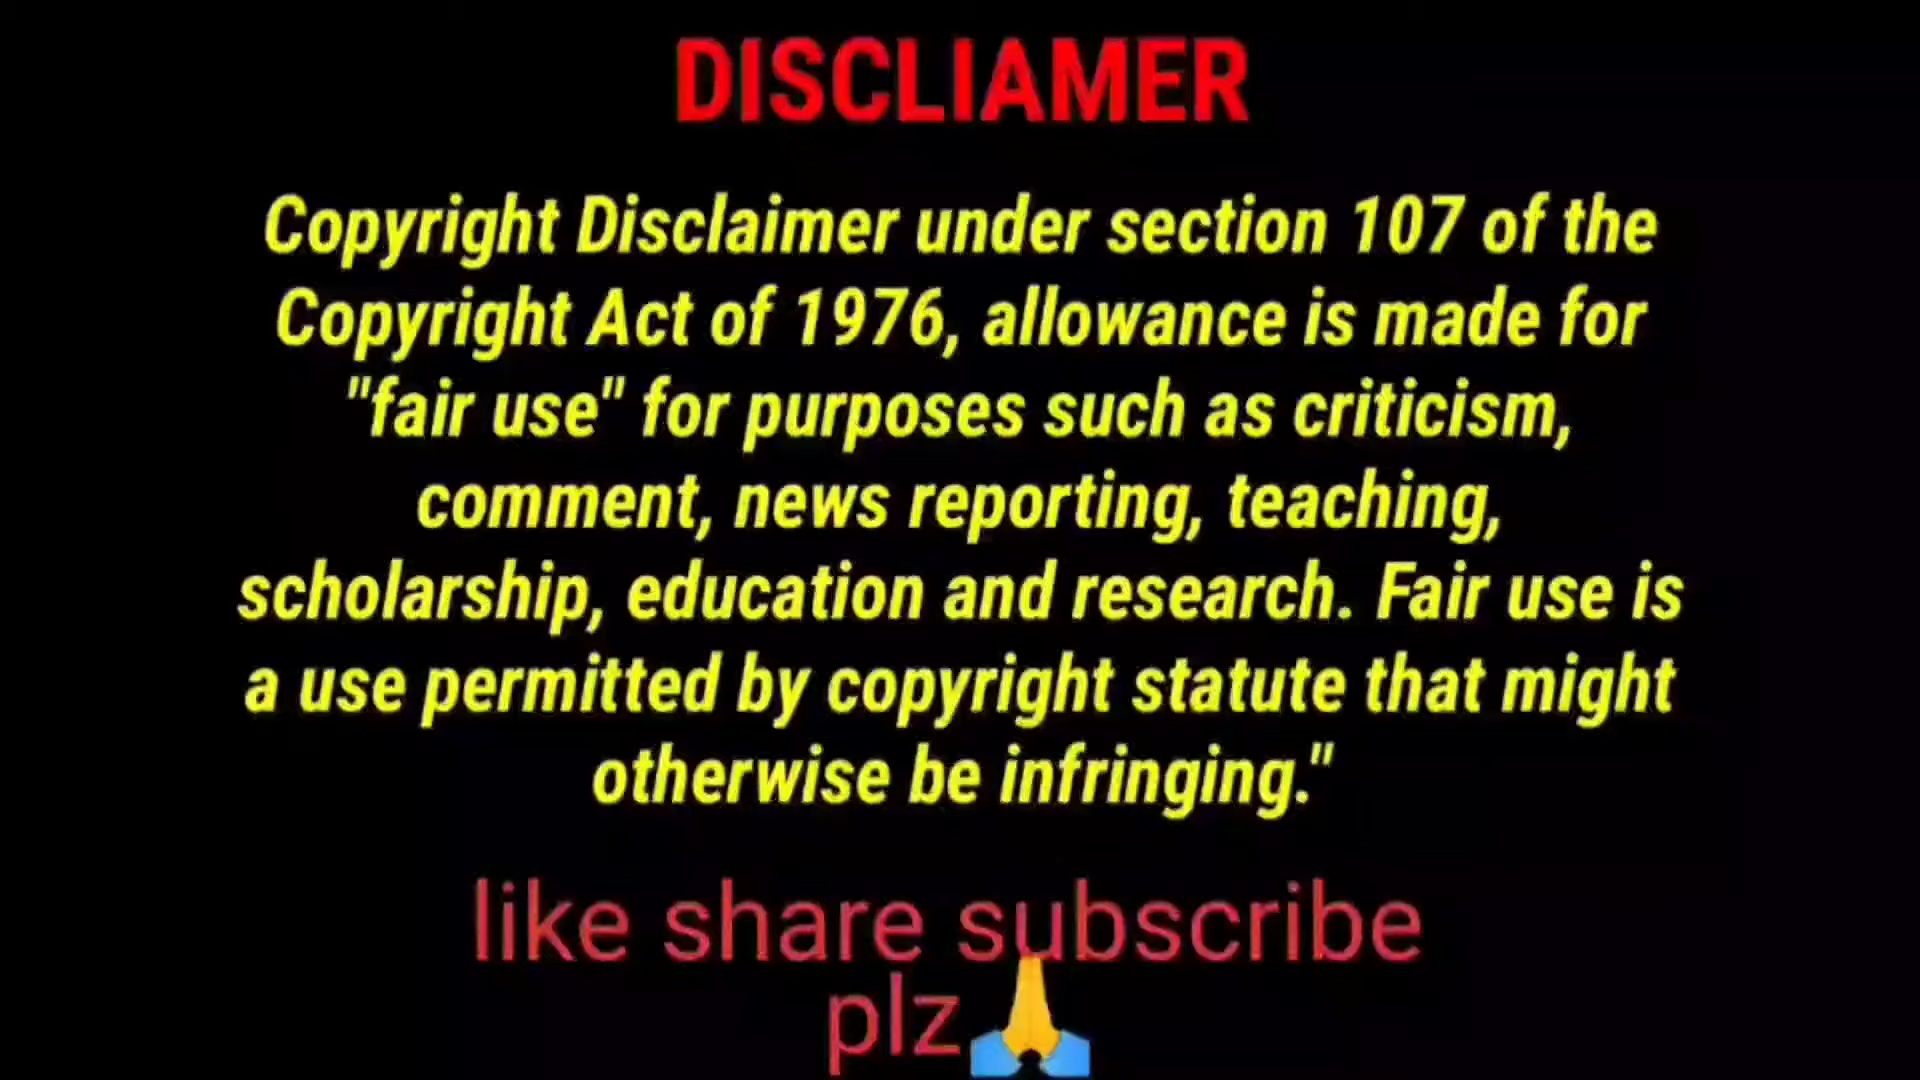 DISCLIAMER
Copyright Disclaimer under section 107 of the
Copyright Act of 1976, allowance is made for
"fair use" for purposes such as criticism,
comment, news reporting, teaching,
scholarship, education and research. Fair use is
a use permitted by copyright statute that might
otherwise be infringing."
like share subscribe
plz🙏